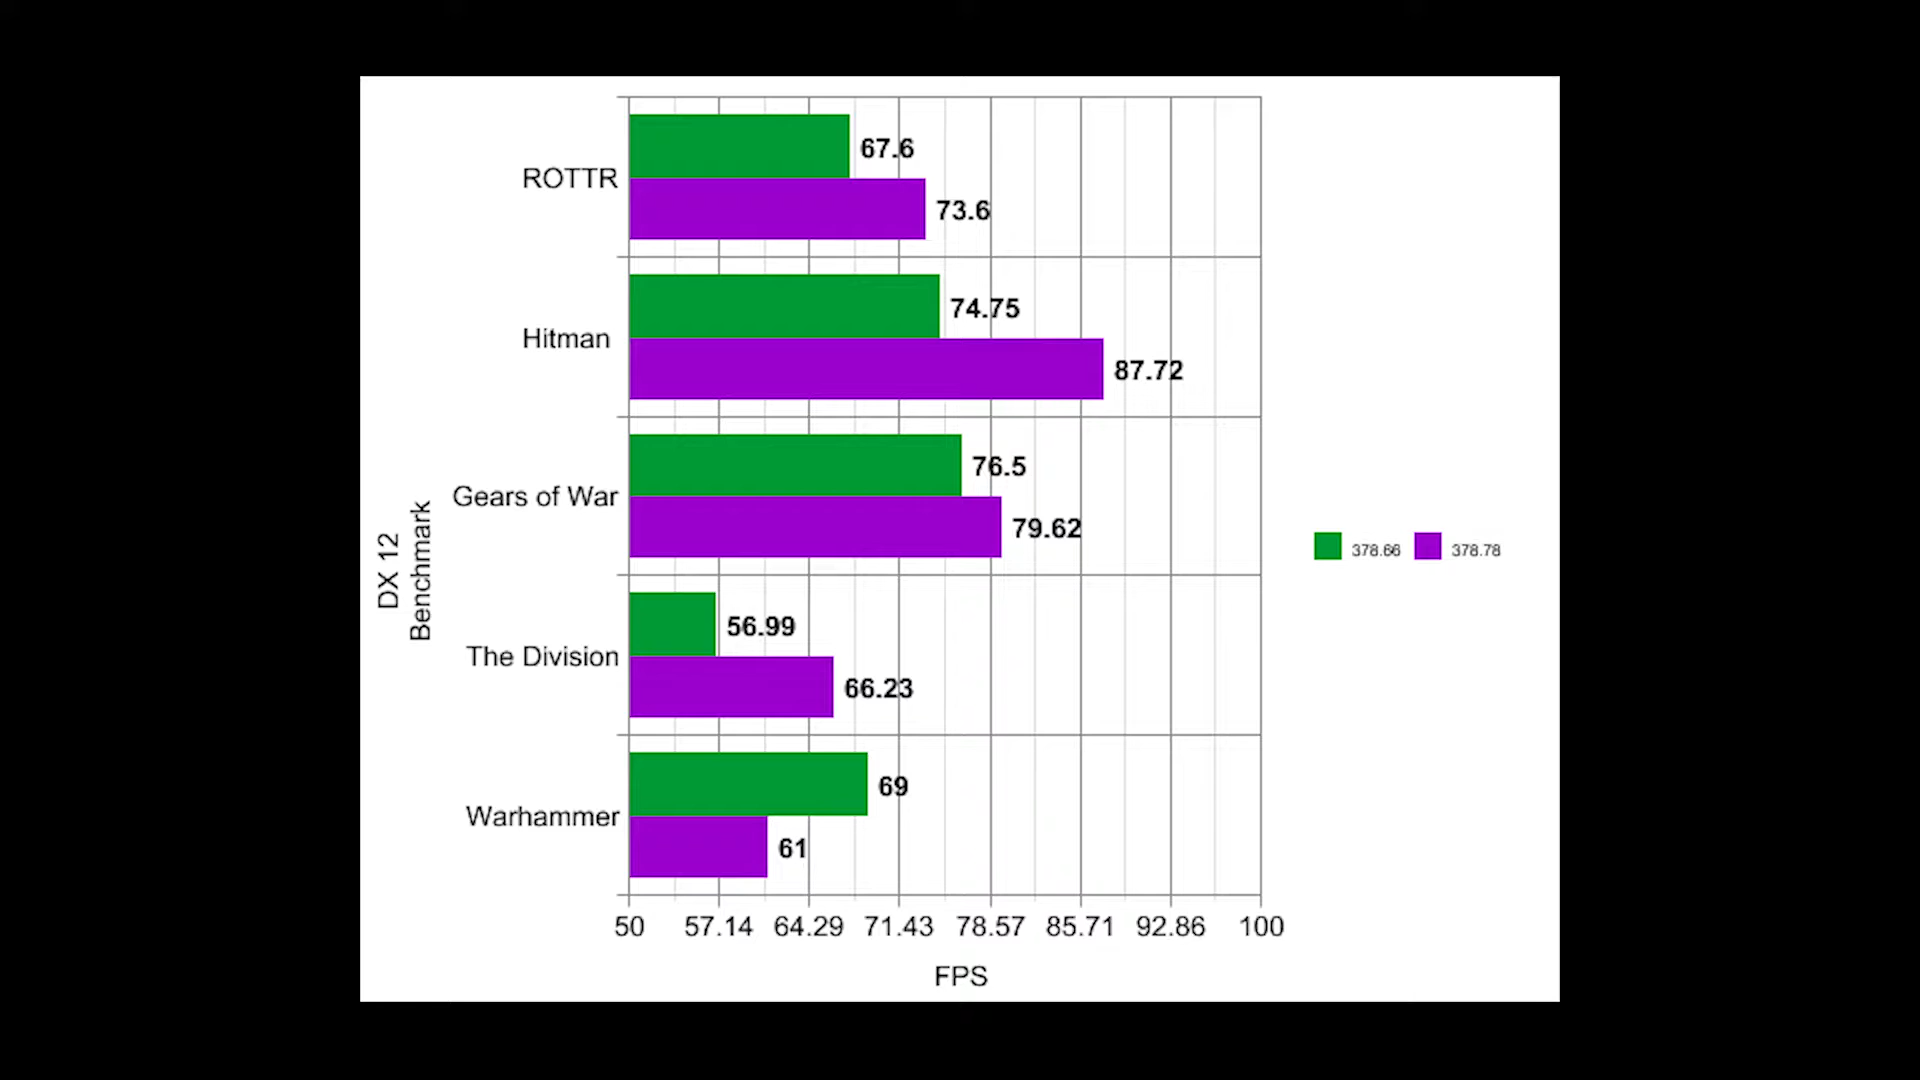 ROTTR
67.6
73.6
Hitman
74.75
87.72
Gears of War
76.5
79.62
The Division
56.99
66.23
Warhammer
69
61
DX 12
Benchmark
50 57.14 64.29 71.43 78.57 85.71 92.86 100
FPS
378.66 378.78